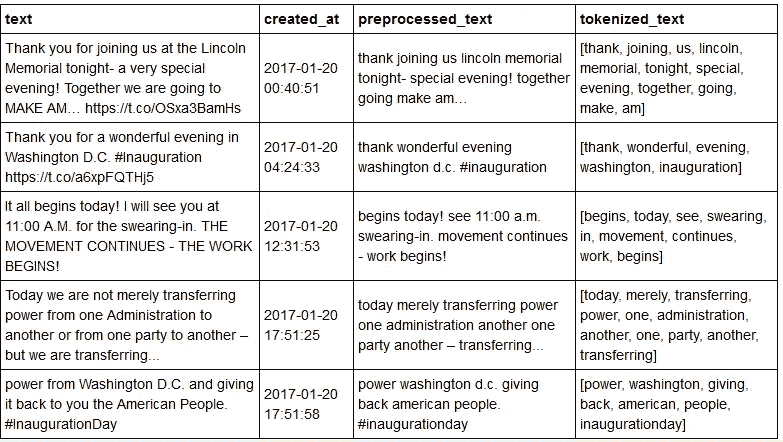 text created_at preprocessed_text tokenized_text
Thank you for joining us at the Lincoln
Memorial tonight- a very special
evening! Together we are going to
MAKE AM… https://t.co/OSxa3BamHs
2017-01-20
00:40:51
thank joining us lincoln memorial
tonight- special evening! together
going make am…
[thank, joining, us, lincoln,
memorial, tonight, special,
evening, together, going,
make, am]
Thank you for a wonderful evening in
Washington D.C. #Inauguration
https://t.co/a6xpFQTHj5
2017-01-20
04:24:33
thank wonderful evening
washington d.c. #inauguration
[thank, wonderful, evening,
washington, inauguration]
It all begins today! I will see you at
11:00 A.M. for the swearing-in. THE
MOVEMENT CONTINUES - THE WORK
BEGINS!
2017-01-20
12:31:53
begins today! see 11:00 a.m.
swearing-in. movement continues
- work begins!
[begins, today, see, swearing,
in, movement, continues,
work, begins]
Today we are not merely transferring
power from one Administration to
another or from one party to another –
but we are transferring...
2017-01-20
17:51:25
today merely transferring power
one administration another one
party another – transferring...
[today, merely, transferring,
power, one, administration,
another, one, party, another,
transferring]
power from Washington D.C. and giving
it back to you the American People.
#InaugurationDay
2017-01-20
17:51:58
power washington d.c. giving
back american people.
#inaugurationday
[power, washington, giving,
back, american, people,
inaugurationday]